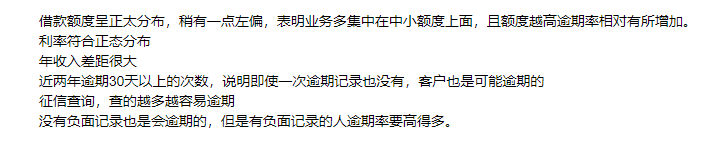 借款额度呈正太分布，稍有一点左偏，表明业务多集中在中小额度上面，且额度越高逾期率相对有所增加。
利率符合正态分布
年收入差距很大
近两年逾期30天以上的次数，说明即使一次逾期记录也没有，客户也是可能逾期的
征信查询，查的越多越容易逾期
没有负面记录也是会逾期的，但是有负面记录的人逾期率要高得多。